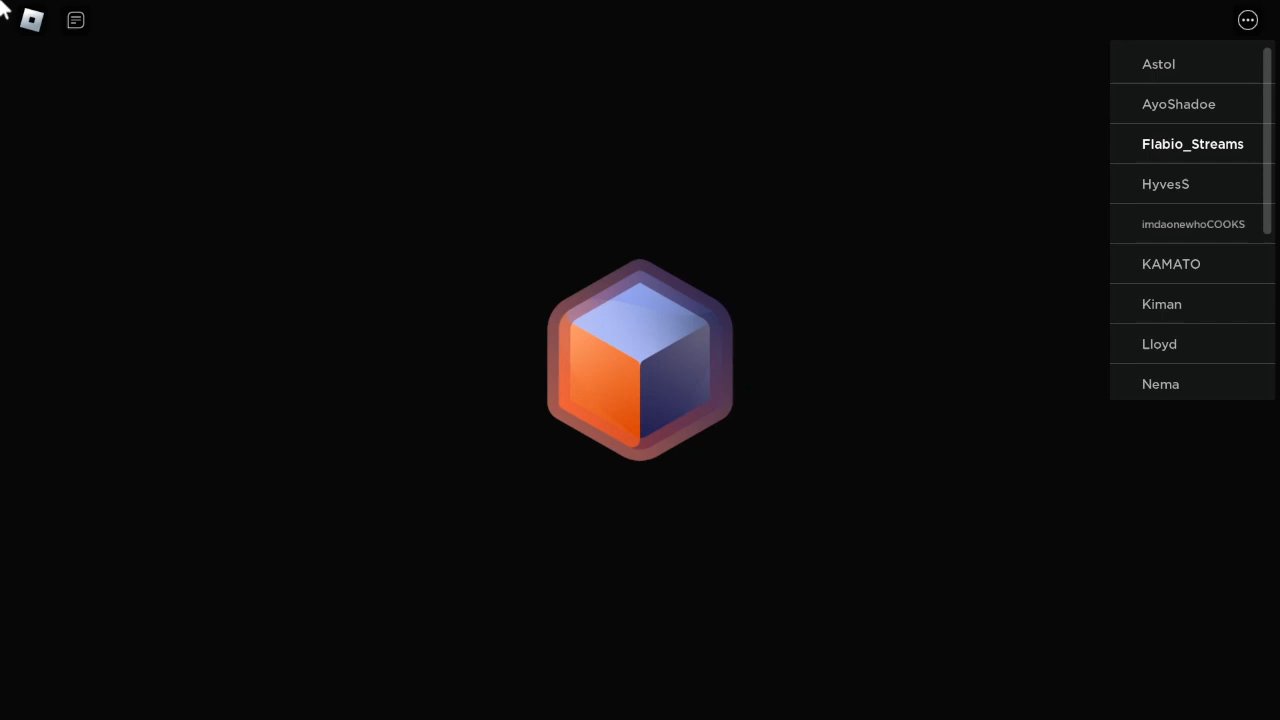 Astol
AyoShadoe
Flabio_Streams
HyvesS
imdaonewhoCOOKS
KAMATO
Kiman
Lloyd
Nema